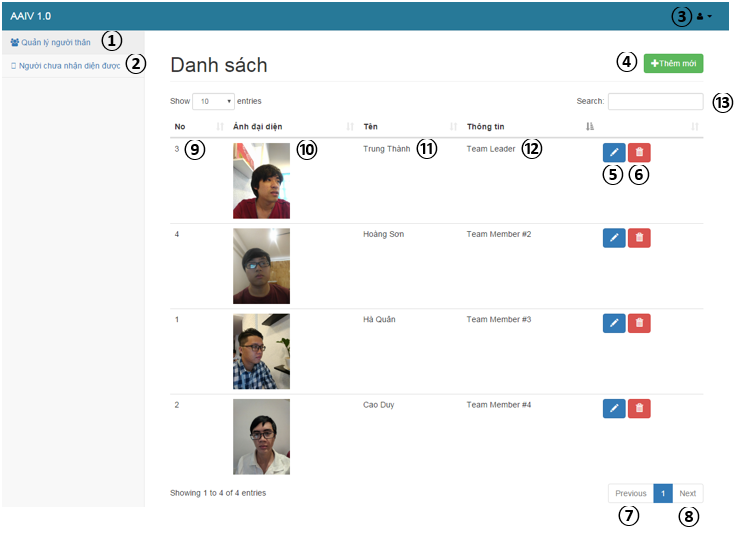 AAIV 1.0 ③
Quản lý người thân ①
Người chưa nhận diện được ②
Danh sách ④ Thêm mới
Show 10 entries Search: ⑬
No Ảnh đại diện Tên Thông tin
3 ⑨ ⑩ Trung Thành ⑪ Team Leader ⑫
⑤ ⑥
4 Hoàng Sơn Team Member #2
1 Hà Quân Team Member #3
2 Cao Duy Team Member #4
Showing 1 to 4 of 4 entries Previous 1 Next
⑦ ⑧